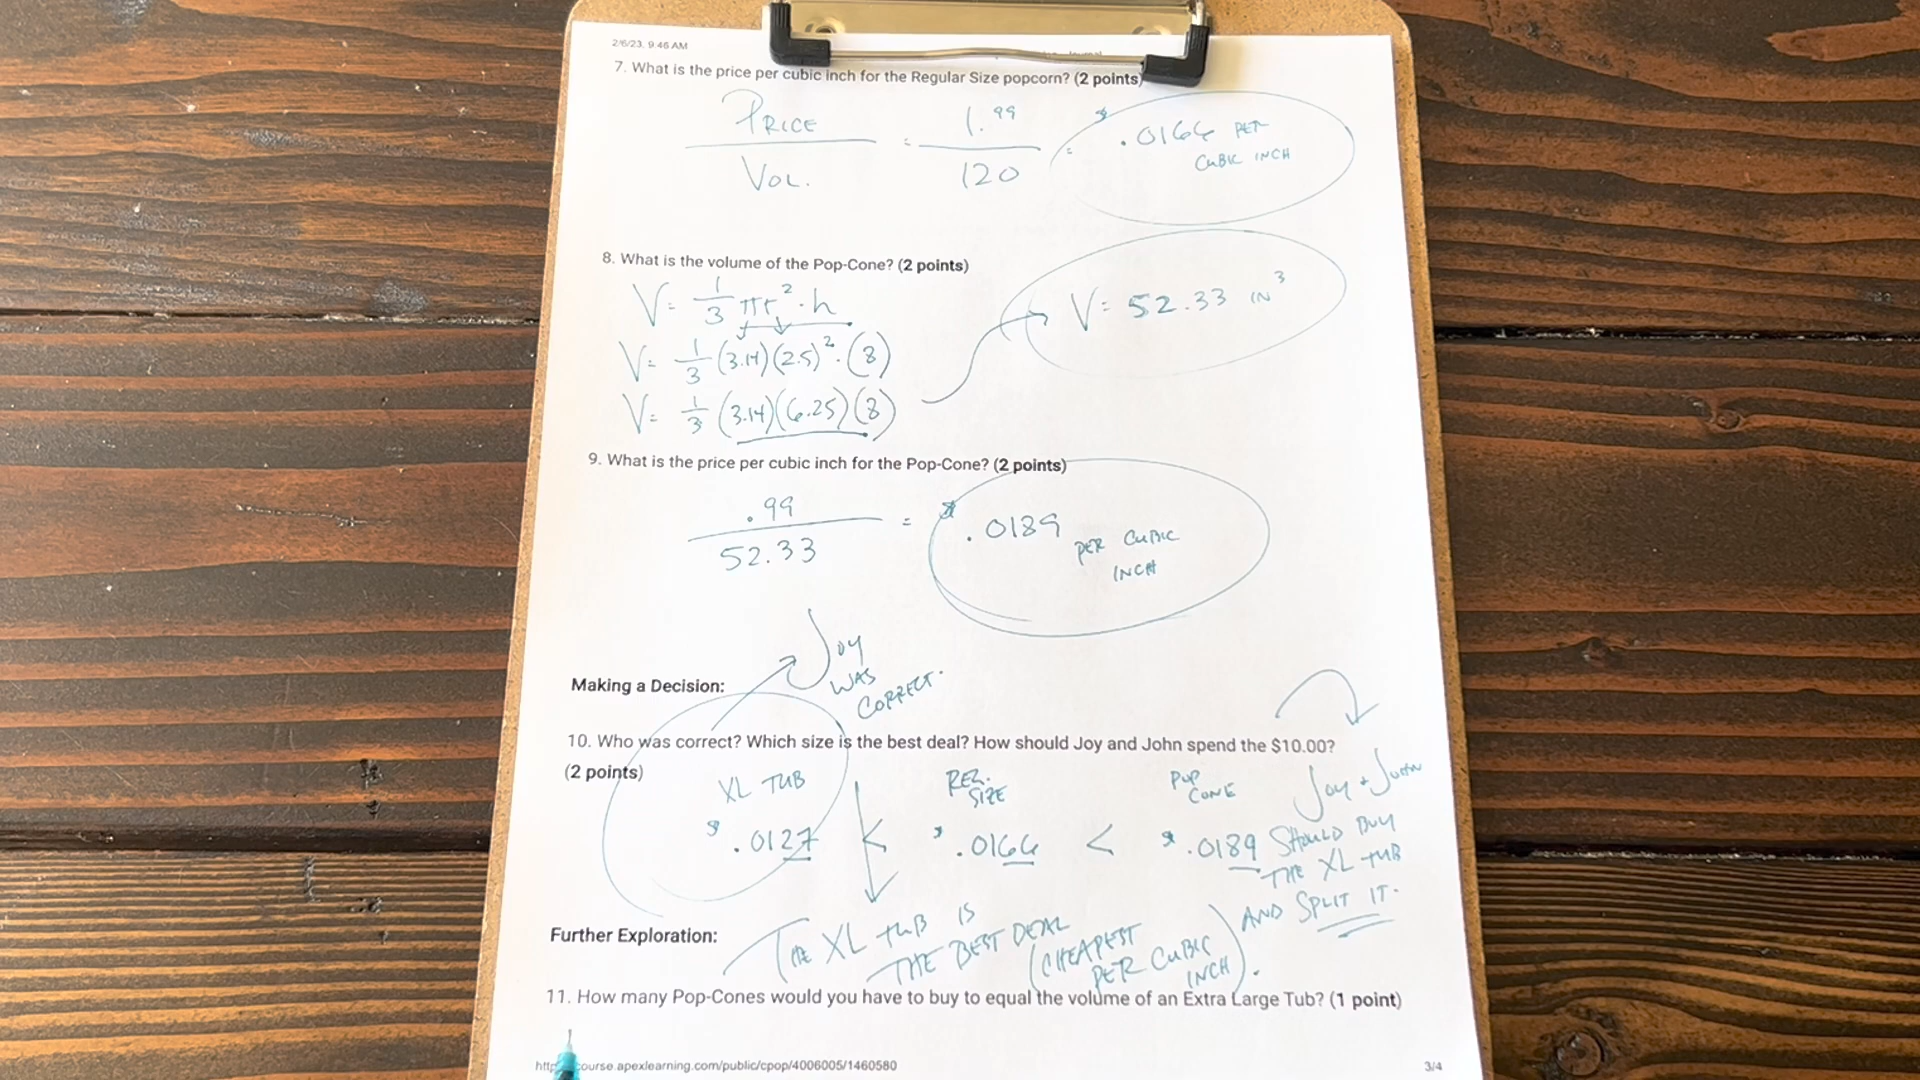 2/6/23, 9:46 AM
7. What is the price per cubic inch for the Regular Size popcorn? (2 points)
PRICE / VOL. = 1.99 / 120 = $.0166 PER
CUBIC INCH
8. What is the volume of the Pop-Cone? (2 points)
V = 1/3 πr² · h
V = 52.33 IN³
V = 1/3 (3.14)(2.5)² · (8)
V = 1/3 (3.14)(6.25)(8)
9. What is the price per cubic inch for the Pop-Cone? (2 points)
.99 / 52.33 = $.0189
PER CUBIC
INCH
JOY
WAS
CORRECT.
Making a Decision:
10. Who was correct? Which size is the best deal? How should Joy and John spend the $10.00?
(2 points)
XL TUB
$.0127
<
REG.
SIZE
$.0166
<
POP
CONE
$.0189
JOY + JOHN
SHOULD BUY
THE XL TUB
AND SPLIT IT.
THE XL TUB IS
THE BEST DEAL
(CHEAPEST
PER CUBIC
INCH).
Further Exploration:
11. How many Pop-Cones would you have to buy to equal the volume of an Extra Large Tub? (1 point)
course.apexlearning.com/public/cpop/4006005/1460580
3/4